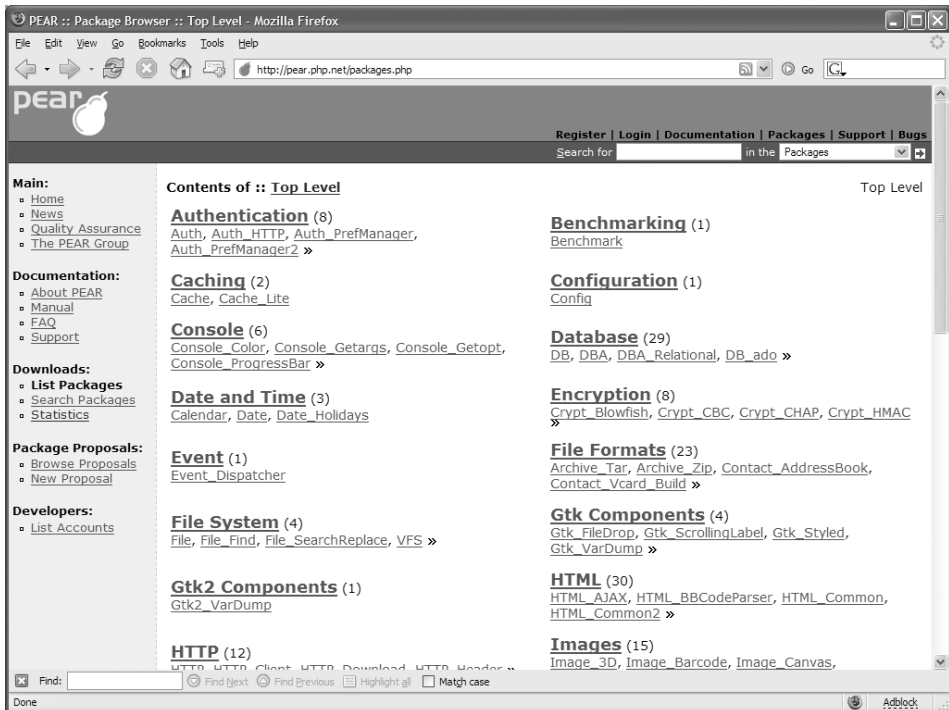 PEAR :: Package Browser :: Top Level - Mozilla Firefox
File Edit View Go Bookmarks Tools Help
http://pear.php.net/packages.php
Go
G
pear
Register | Login | Documentation | Packages | Support | Bugs
Search for in the Packages
Main:
Home
News
Quality Assurance
The PEAR Group
Documentation:
About PEAR
Manual
FAQ
Support
Downloads:
List Packages
Search Packages
Statistics
Package Proposals:
Browse Proposals
New Proposal
Developers:
List Accounts
Contents of :: Top Level
Top Level
Authentication (8)
Auth, Auth_HTTP, Auth_PrefManager,
Auth_PrefManager2 »
Benchmarking (1)
Benchmark
Caching (2)
Cache, Cache_Lite
Configuration (1)
Config
Console (6)
Console_Color, Console_Getargs, Console_Getopt,
Console_ProgressBar »
Database (29)
DB, DBA, DBA_Relational, DB_ado »
Date and Time (3)
Calendar, Date, Date_Holidays
Encryption (8)
Crypt_Blowfish, Crypt_CBC, Crypt_CHAP, Crypt_HMAC
»
Event (1)
Event_Dispatcher
File Formats (23)
Archive_Tar, Archive_Zip, Contact_AddressBook,
Contact_Vcard_Build »
File System (4)
File, File_Find, File_SearchReplace, VFS »
Gtk Components (4)
Gtk_FileDrop, Gtk_ScrollingLabel, Gtk_Styled,
Gtk_VarDump »
Gtk2 Components (1)
Gtk2_VarDump
HTML (30)
HTML_AJAX, HTML_BBCodeParser, HTML_Common,
HTML_Common2 »
HTTP (12)
HTTP, HTTP_Client, HTTP_Download, HTTP_Header »
Images (15)
Image_3D, Image_Barcode, Image_Canvas,
Find: Find Next Find Previous Highlight all Match case
Done
Adblock